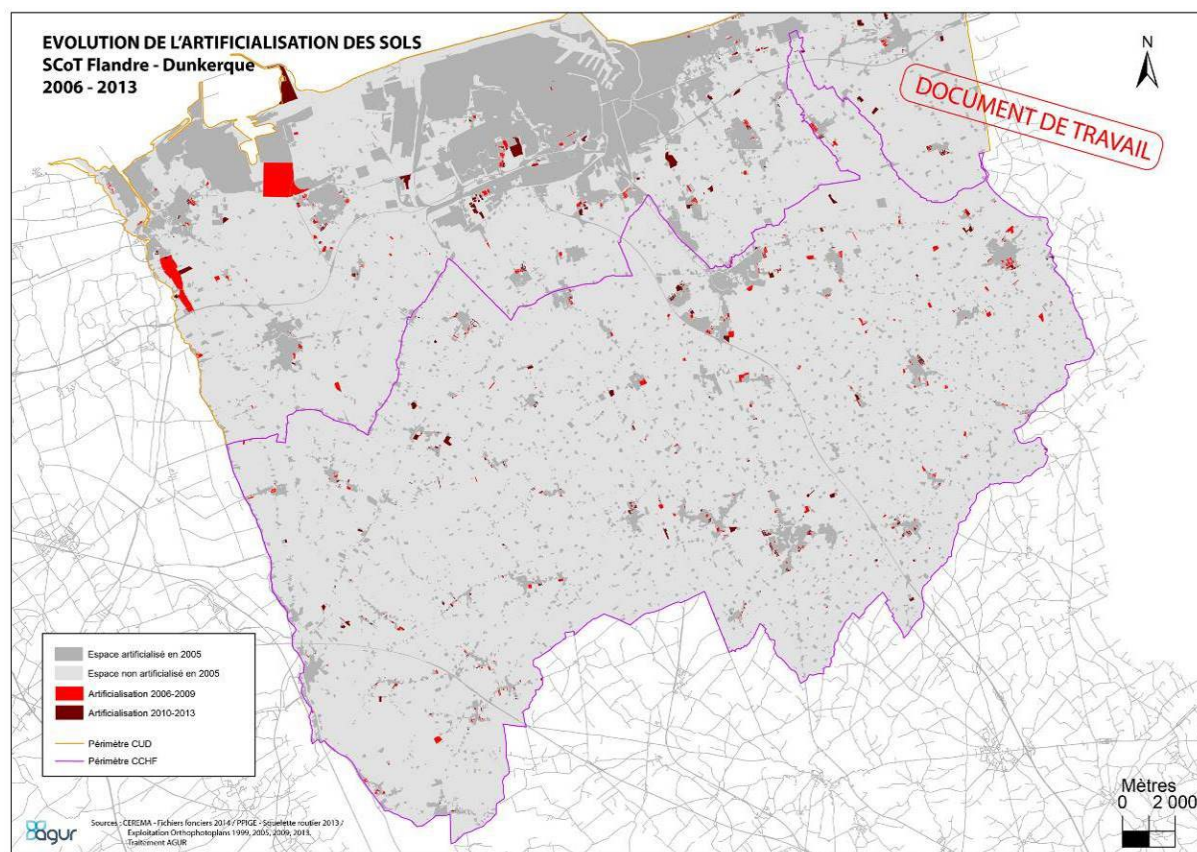 EVOLUTION DE L'ARTIFICIALISATION DES SOLS
SCoT Flandre - Dunkerque
2006 - 2013
N
DOCUMENT DE TRAVAIL
Espace artificialisé en 2005
Espace non artificialisé en 2005
Artificialisation 2006-2009
Artificialisation 2010-2013
Périmètre CUD
Périmètre CCHF
Mètres
0 2 000
agur
Sources : CEREMA - Fichiers fonciers 2014 / PPIGE - Squelette routier 2013 /
Exploitation Orthophotoplans 1999, 2005, 2009, 2013.
Traitement AGUR